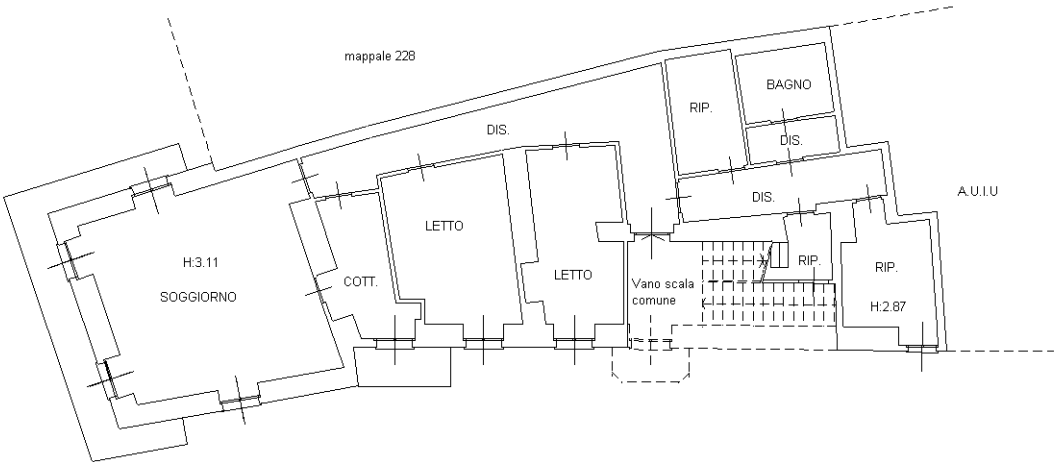 mappale 228
BAGNO
RIP.
DIS.
DIS.
DIS.
A.U.I.U
LETTO
H:3.11
SOGGIORNO
COTT.
LETTO
Vano scala
comune
RIP.
RIP.
H:2.87